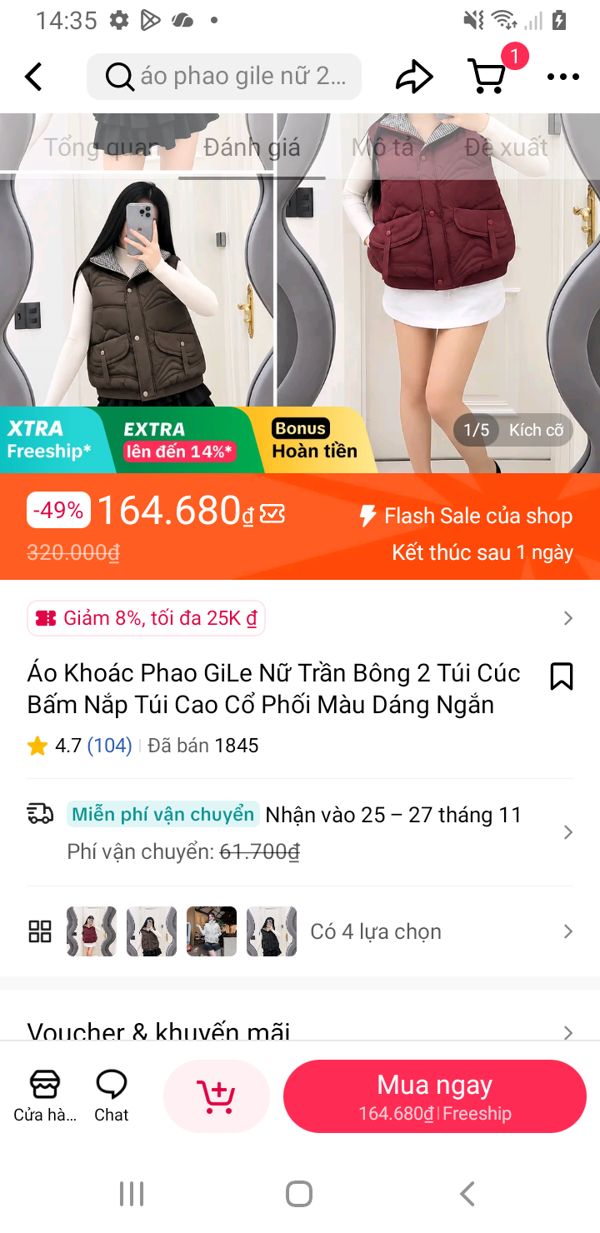 14:35
áo phao gile nữ 2...
1
Tổng quan Đánh giá Mô tả Đề xuất
XTRA
Freeship*
EXTRA
lên đến 14%*
Bonus
Hoàn tiền
1/5 Kích cỡ
-49% 164.680₫
Flash Sale của shop
320.000₫
Kết thúc sau 1 ngày
Giảm 8%, tối đa 25K ₫
Áo Khoác Phao GiLe Nữ Trần Bông 2 Túi Cúc
Bấm Nắp Túi Cao Cổ Phối Màu Dáng Ngắn
4.7 (104) Đã bán 1845
Miễn phí vận chuyển Nhận vào 25 – 27 tháng 11
Phí vận chuyển: 61.700₫
Có 4 lựa chọn
Voucher & khuyến mãi
Cửa hà...
Chat
Mua ngay
164.680₫ | Freeship